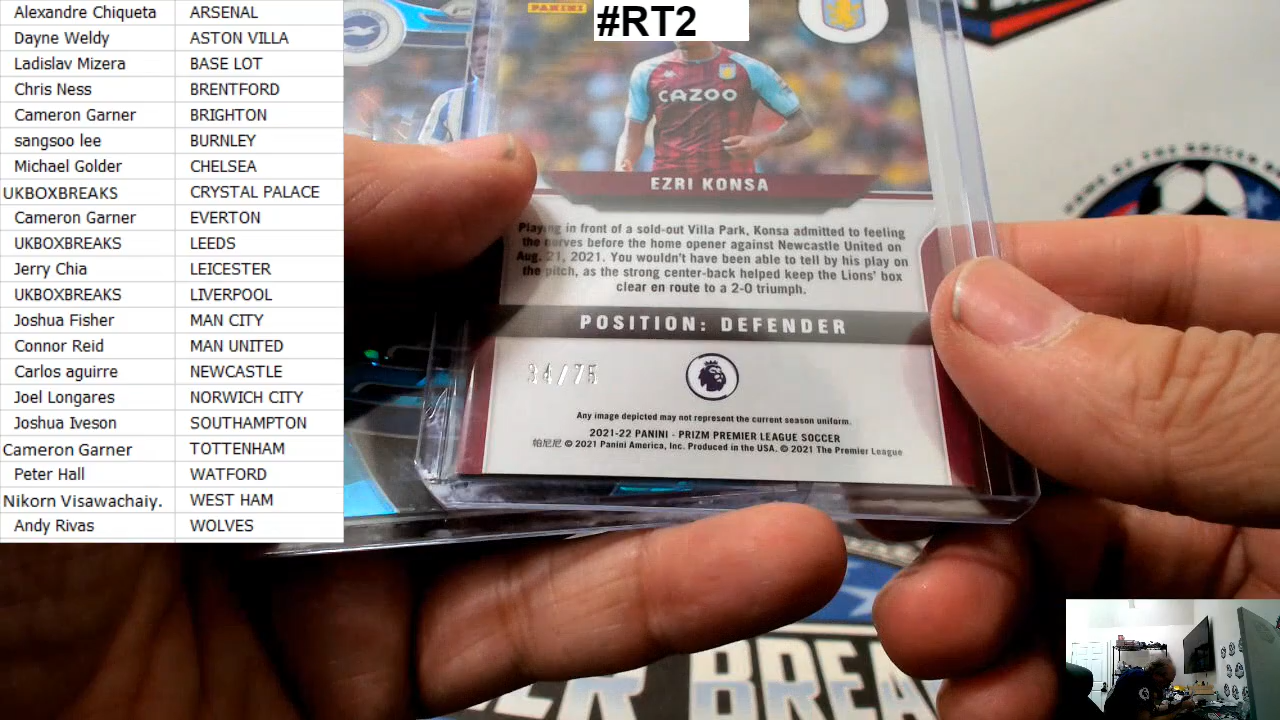 Alexandre Chiqueta ARSENAL
Dayne Weldy ASTON VILLA
Ladislav Mizera BASE LOT
Chris Ness BRENTFORD
Cameron Garner BRIGHTON
sangsoo lee BURNLEY
Michael Golder CHELSEA
UKBOXBREAKS CRYSTAL PALACE
Cameron Garner EVERTON
UKBOXBREAKS LEEDS
Jerry Chia LEICESTER
UKBOXBREAKS LIVERPOOL
Joshua Fisher MAN CITY
Connor Reid MAN UNITED
Carlos aguirre NEWCASTLE
Joel Longares NORWICH CITY
Joshua Iveson SOUTHAMPTON
Cameron Garner TOTTENHAM
Peter Hall WATFORD
Nikorn Visawachaiy. WEST HAM
Andy Rivas WOLVES
#RT2
PANINI
CAZOO
EZRI KONSA
Playing in front of a sold-out Villa Park, Konsa admitted to feeling
the nerves before the home opener against Newcastle United on
Aug. 21, 2021. You wouldn't have been able to tell by his play on
the pitch, as the strong center-back helped keep the Lions' box
clear en route to a 2-0 triumph.
POSITION: DEFENDER
34/75
Any image depicted may not represent the current season uniform.
2021-22 PANINI - PRIZM PREMIER LEAGUE SOCCER
帕尼尼 © 2021 Panini America, Inc. Produced in the USA. © 2021 The Premier League